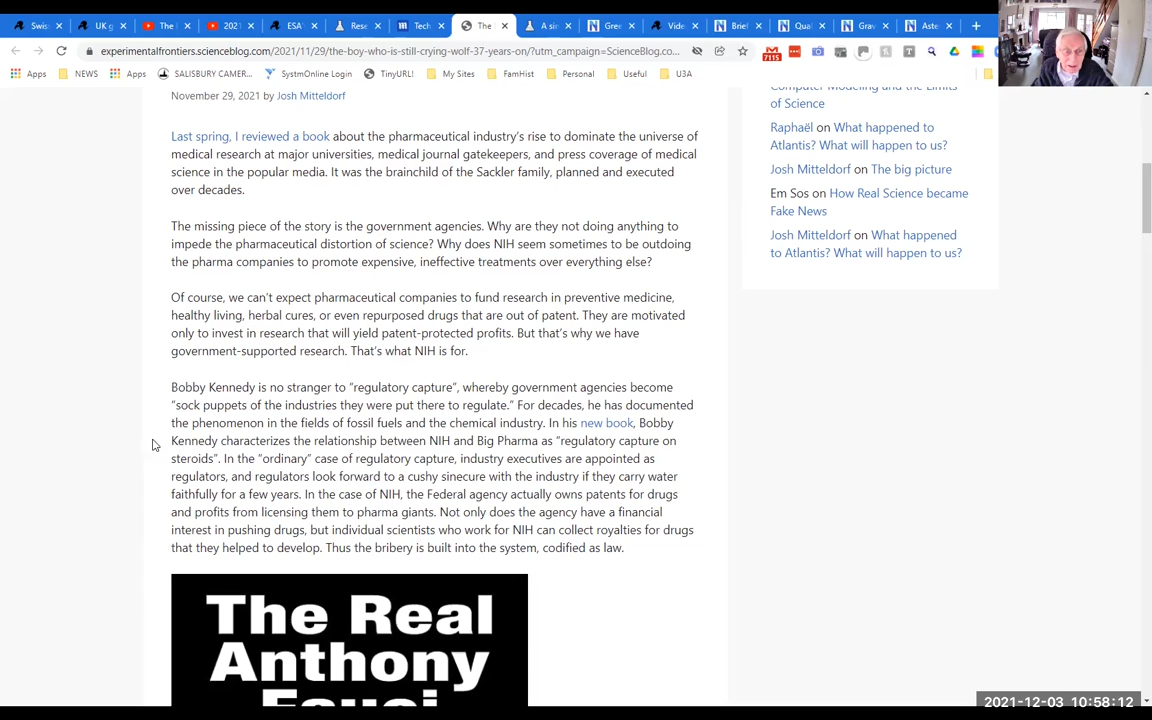 Swis
UK g
The
2021
ESA'
Rese
Tech
The
A sin
Gree
Vide
Brief
Qual
Grav
Aste
experimentalfrontiers.scienceblog.com/2021/11/29/the-boy-who-is-still-crying-wolf-37-years-on/?utm_campaign=ScienceBlog.co...
7115
Apps
NEWS
Apps
SALISBURY CAMER...
SystmOnline Login
TinyURL!
My Sites
FamHist
Personal
Useful
U3A
November 29, 2021 by Josh Mitteldorf
Last spring, I reviewed a book about the pharmaceutical industry's rise to dominate the universe of
medical research at major universities, medical journal gatekeepers, and press coverage of medical
science in the popular media. It was the brainchild of the Sackler family, planned and executed
over decades.
The missing piece of the story is the government agencies. Why are they not doing anything to
impede the pharmaceutical distortion of science? Why does NIH seem sometimes to be outdoing
the pharma companies to promote expensive, ineffective treatments over everything else?
Of course, we can't expect pharmaceutical companies to fund research in preventive medicine,
healthy living, herbal cures, or even repurposed drugs that are out of patent. They are motivated
only to invest in research that will yield patent-protected profits. But that's why we have
government-supported research. That's what NIH is for.
Bobby Kennedy is no stranger to "regulatory capture", whereby government agencies become
"sock puppets of the industries they were put there to regulate." For decades, he has documented
the phenomenon in the fields of fossil fuels and the chemical industry. In his new book, Bobby
Kennedy characterizes the relationship between NIH and Big Pharma as "regulatory capture on
steroids". In the "ordinary" case of regulatory capture, industry executives are appointed as
regulators, and regulators look forward to a cushy sinecure with the industry if they carry water
faithfully for a few years. In the case of NIH, the Federal agency actually owns patents for drugs
and profits from licensing them to pharma giants. Not only does the agency have a financial
interest in pushing drugs, but individual scientists who work for NIH can collect royalties for drugs
that they helped to develop. Thus the bribery is built into the system, codified as law.
The Real
Anthony
Fauci
Computer Modeling and the Limits
of Science
Raphaël on What happened to
Atlantis? What will happen to us?
Josh Mitteldorf on The big picture
Em Sos on How Real Science became
Fake News
Josh Mitteldorf on What happened
to Atlantis? What will happen to us?
2021-12-03 10:58:12